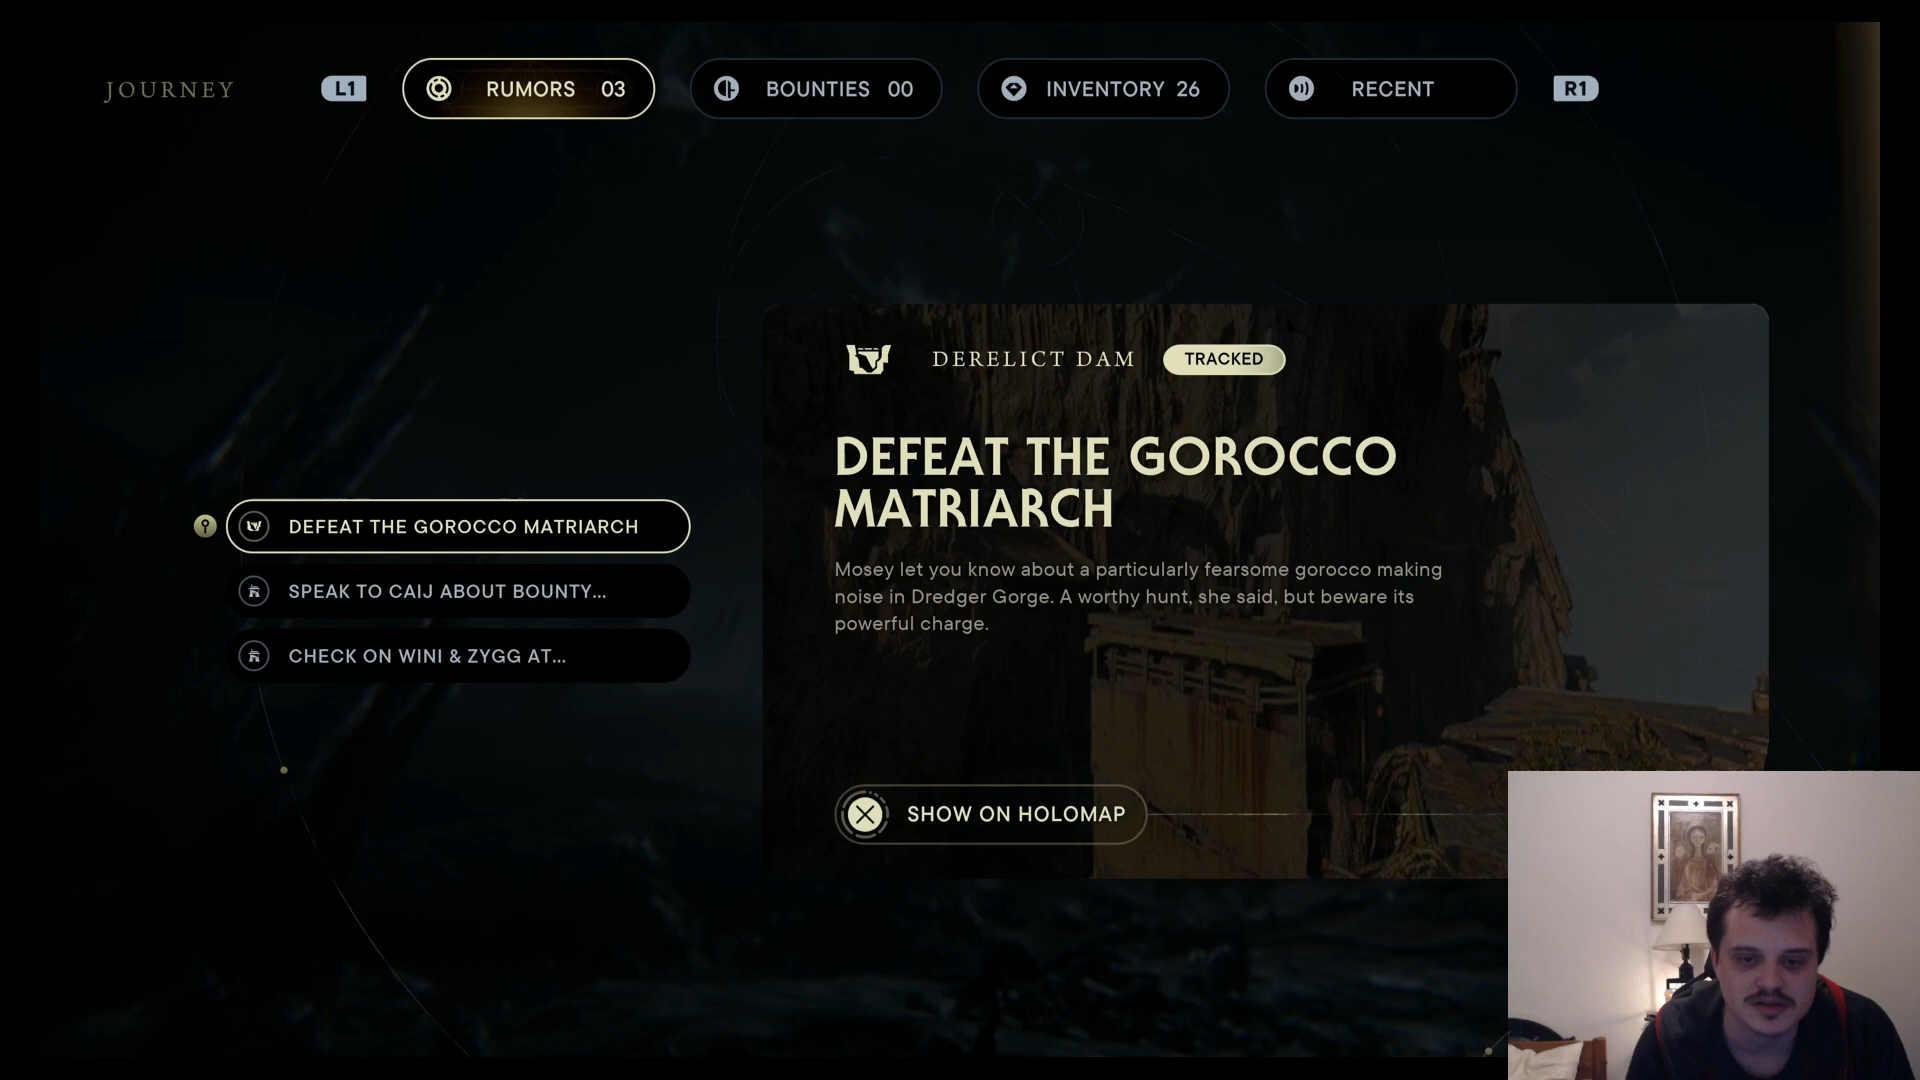 JOURNEY
L1
RUMORS 03
BOUNTIES 00
INVENTORY 26
RECENT
R1
DERELICT DAM
TRACKED
DEFEAT THE GOROCCO
MATRIARCH
Mosey let you know about a particularly fearsome gorocco making
noise in Dredger Gorge. A worthy hunt, she said, but beware its
powerful charge.
DEFEAT THE GOROCCO MATRIARCH
SPEAK TO CAIJ ABOUT BOUNTY...
CHECK ON WINI & ZYGG AT...
SHOW ON HOLOMAP